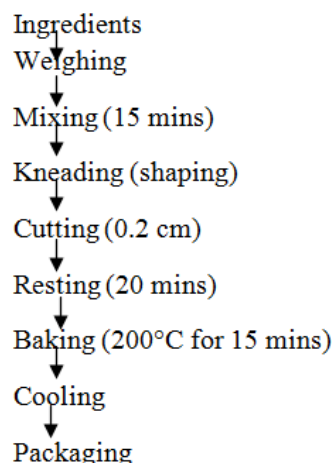 Ingredients
Weighing
Mixing (15 mins)
Kneading (shaping)
Cutting (0.2 cm)
Resting (20 mins)
Baking (200°C for 15 mins)
Cooling
Packaging